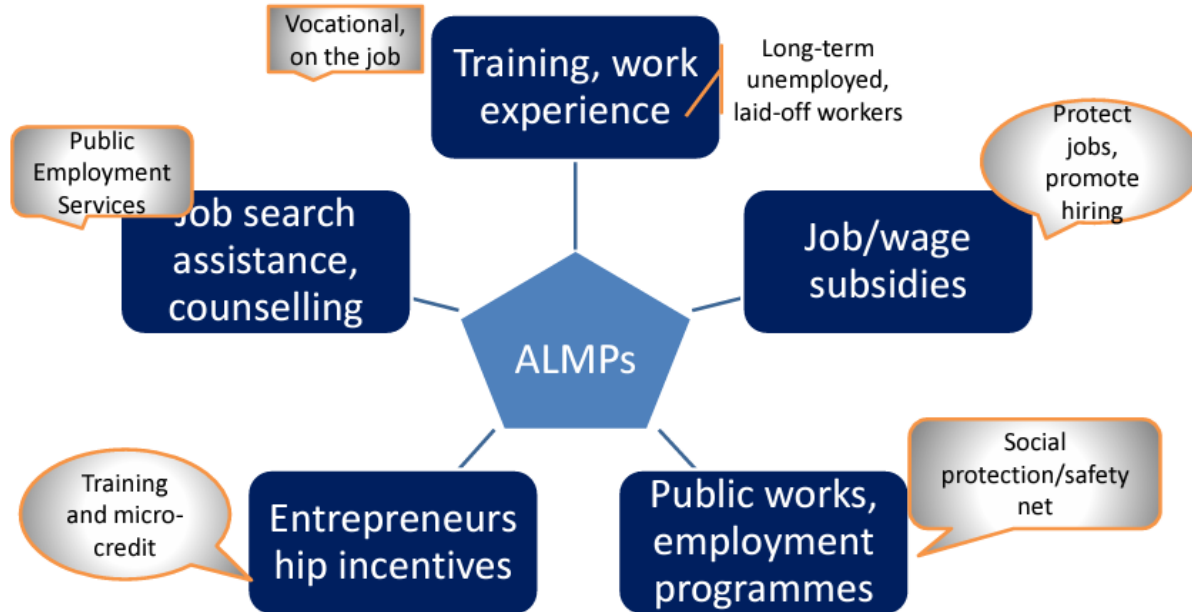 Vocational,
on the job
Training, work
experience
Long-term
unemployed,
laid-off workers
Public
Employment
Services
Job search
assistance,
counselling
Protect
jobs,
promote
hiring
Job/wage
subsidies
ALMPs
Training
and micro-
credit
Entrepreneurs
hip incentives
Public works,
employment
programmes
Social
protection/safety
net